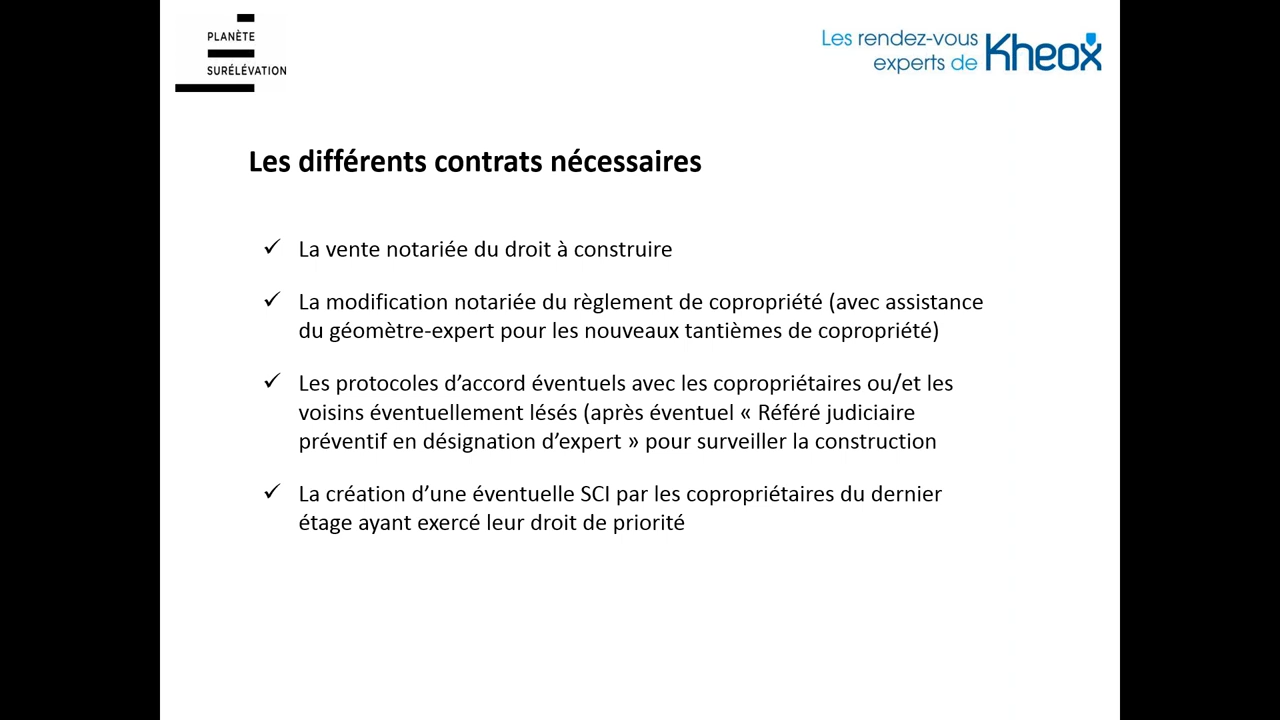 PLANÈTE
SURÉLÉVATION
Les rendez-vous
experts de Kheox
Les différents contrats nécessaires
✓ La vente notariée du droit à construire
✓ La modification notariée du règlement de copropriété (avec assistance
du géomètre-expert pour les nouveaux tantièmes de copropriété)
✓ Les protocoles d’accord éventuels avec les copropriétaires ou/et les
voisins éventuellement lésés (après éventuel « Référé judiciaire
préventif en désignation d’expert » pour surveiller la construction
✓ La création d’une éventuelle SCI par les copropriétaires du dernier
étage ayant exercé leur droit de priorité